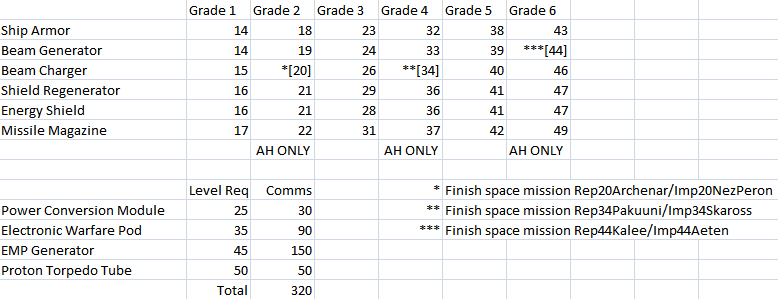 Grade 1 Grade 2 Grade 3 Grade 4 Grade 5 Grade 6
Ship Armor 14 18 23 32 38 43
Beam Generator 14 19 24 33 39 ***[44]
Beam Charger 15 *[20] 26 **[34] 40 46
Shield Regenerator 16 21 29 36 41 47
Energy Shield 16 21 28 36 41 47
Missile Magazine 17 22 31 37 42 49
AH ONLY AH ONLY AH ONLY
Level Req Comms * Finish space mission Rep20Archenar/Imp20NezPeron
Power Conversion Module 25 30 ** Finish space mission Rep34Pakuuni/Imp34Skaross
Electronic Warfare Pod 35 90 *** Finish space mission Rep44Kalee/Imp44Aeten
EMP Generator 45 150
Proton Torpedo Tube 50 50
Total 320